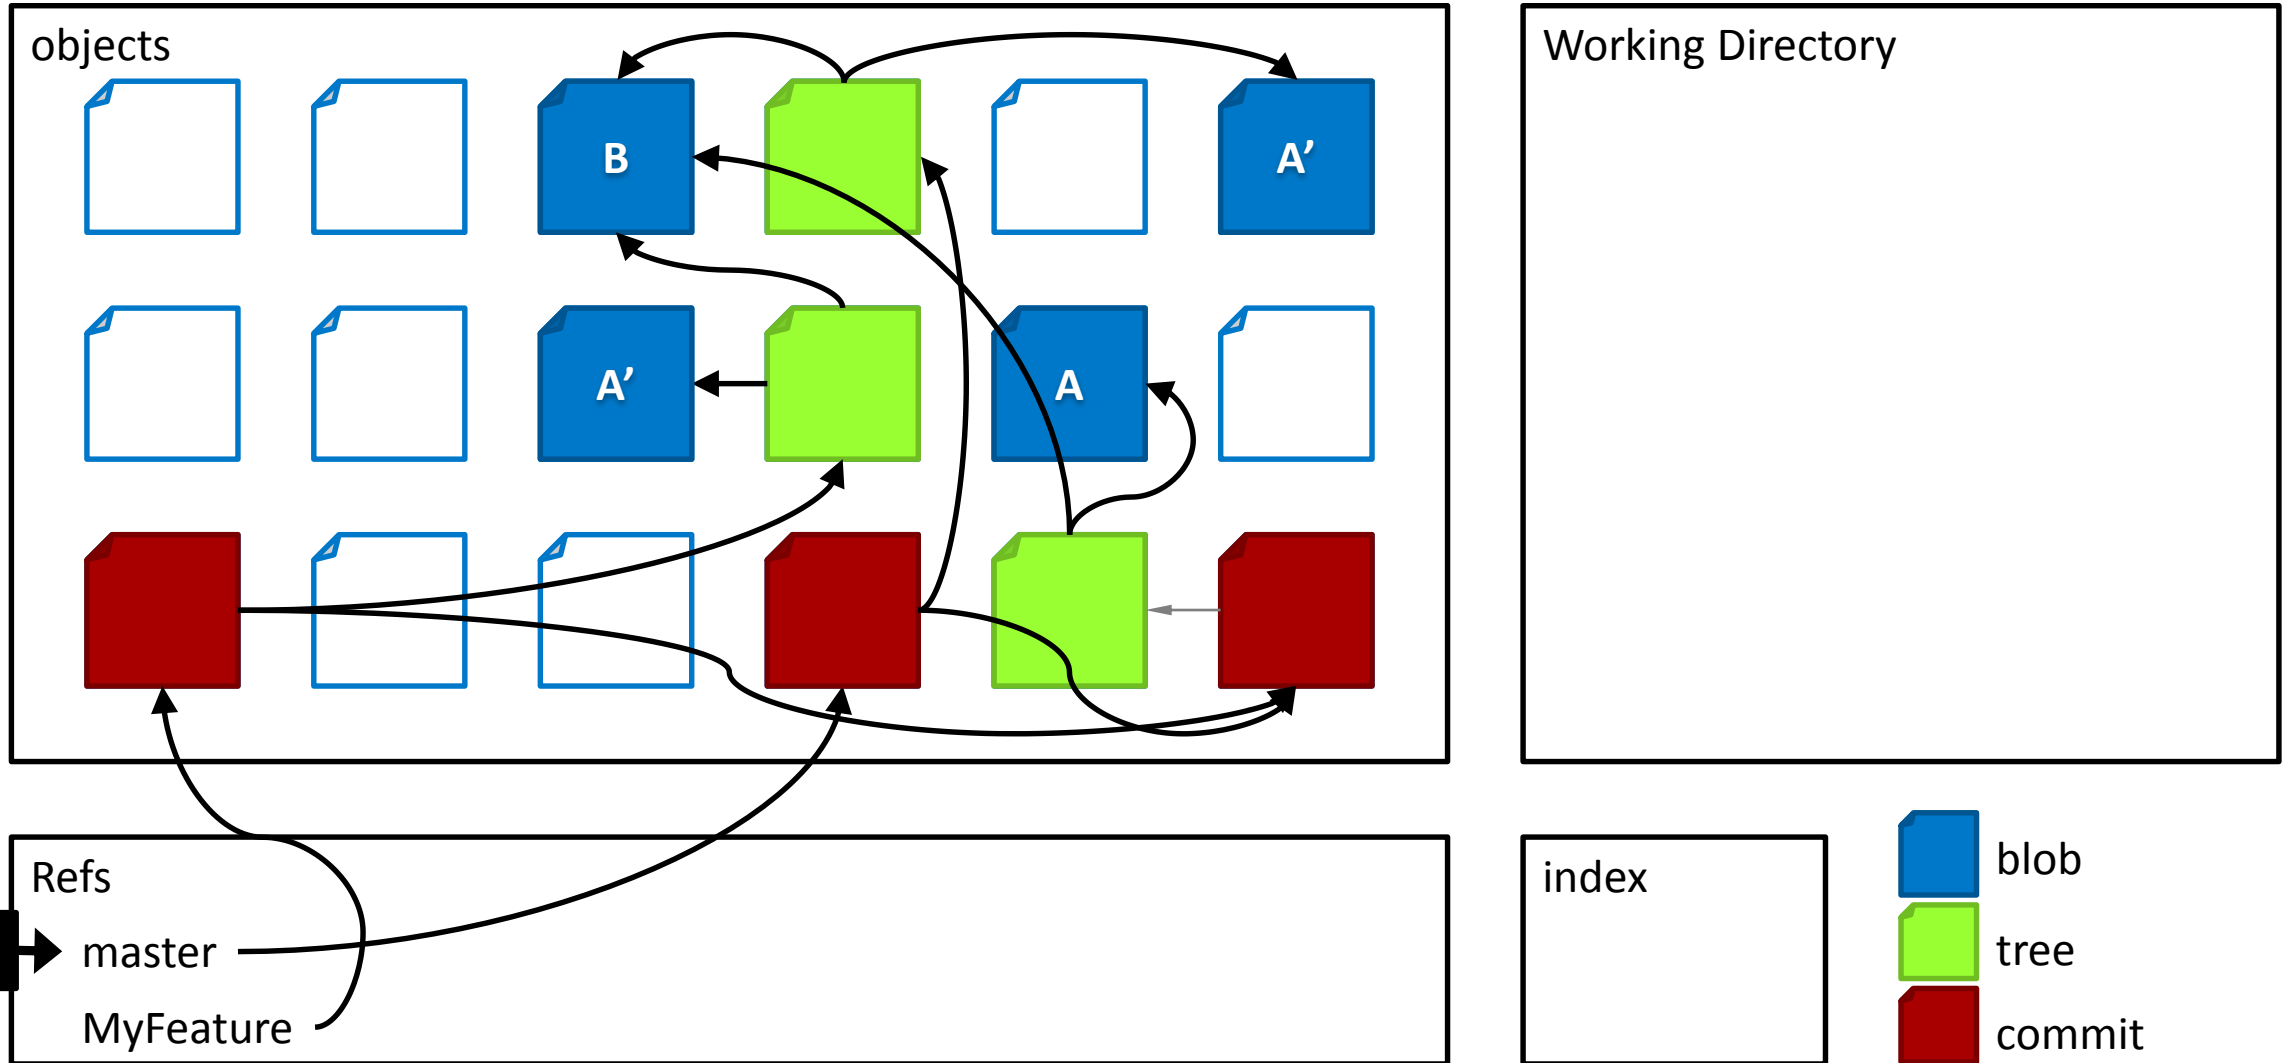 objects
Working Directory
B
A’
A’
A
Refs
master
MyFeature
index
blob
tree
commit